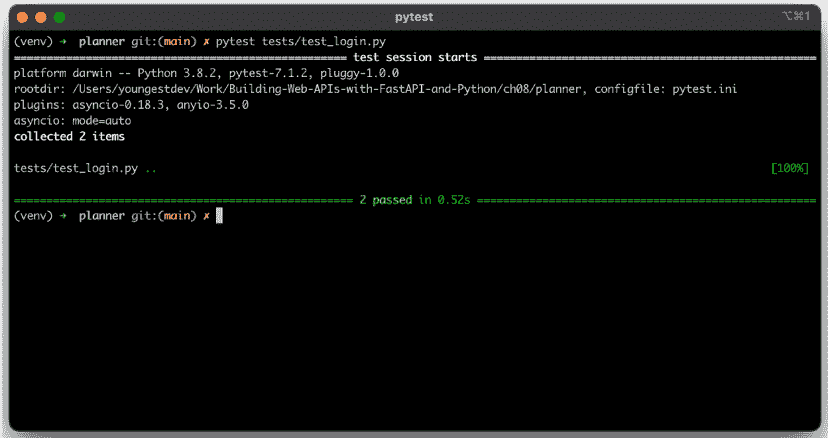 pytest
⌥⌘1
(venv) → planner git:(main) ✗ pytest tests/test_login.py
============================================== test session starts ==============================================
platform darwin -- Python 3.8.2, pytest-7.1.2, pluggy-1.0.0
rootdir: /Users/youngestdev/Work/Building-Web-APIs-with-FastAPI-and-Python/ch08/planner, configfile: pytest.ini
plugins: asyncio-0.18.3, anyio-3.5.0
asyncio: mode=auto
collected 2 items
tests/test_login.py .. [100%]
=============================================== 2 passed in 0.52s ===============================================
(venv) → planner git:(main) ✗